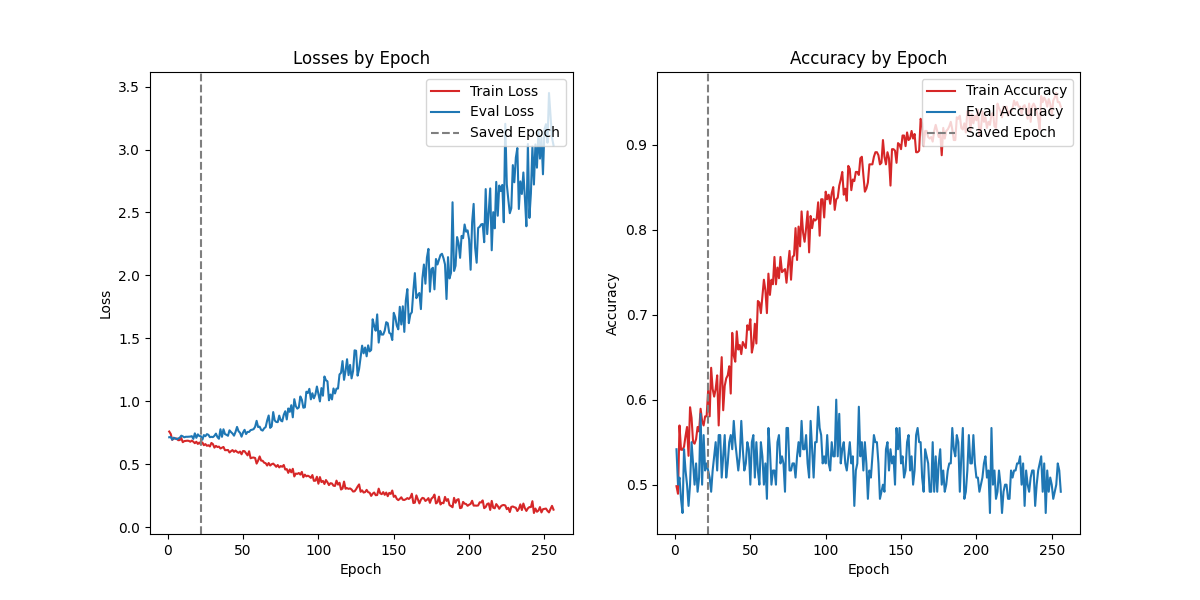 Losses by Epoch
3.5
3.0
2.5
2.0
1.5
1.0
0.5
0.0
Loss
0
50
100
150
200
250
Epoch
Train Loss
Eval Loss
Saved Epoch
Accuracy by Epoch
0.9
0.8
0.7
0.6
0.5
Accuracy
0
50
100
150
200
250
Epoch
Train Accuracy
Eval Accuracy
Saved Epoch